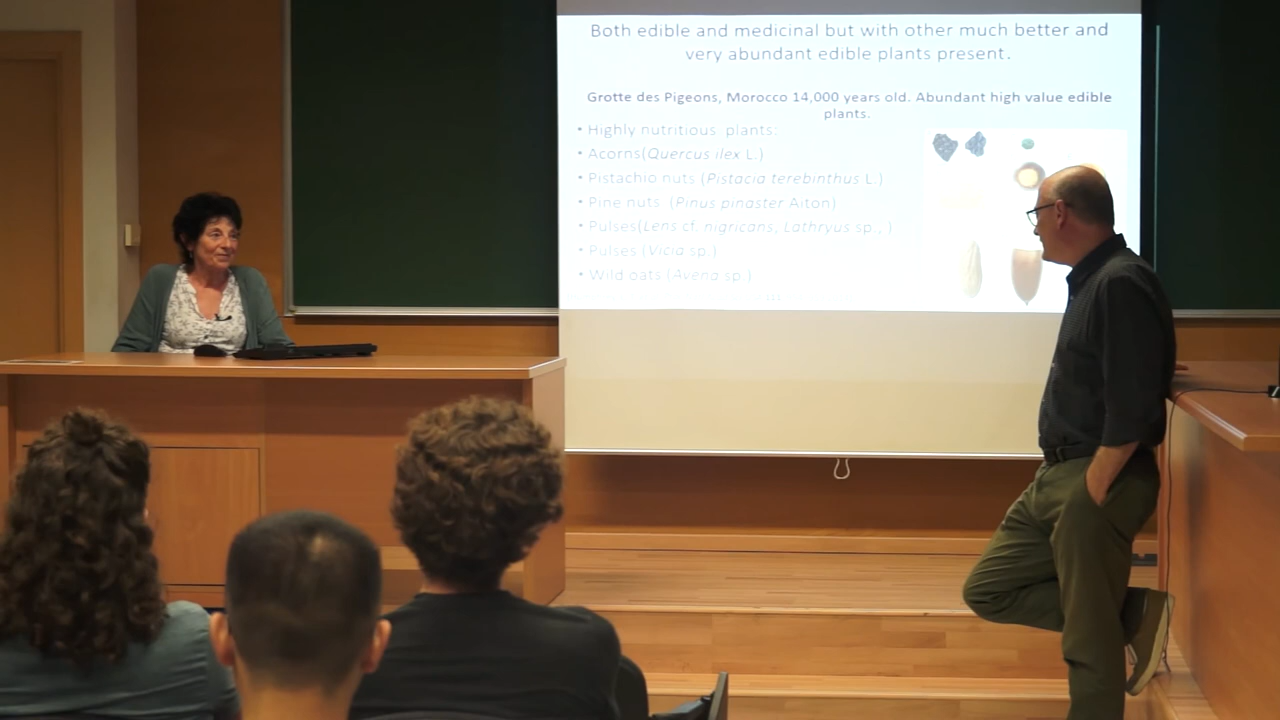 Both edible and medicinal but with other much better and
very abundant edible plants present.
Grotte des Pigeons, Morocco 14,000 years old. Abundant high value edible
plants.
• Highly nutritious plants:
• Acorns(Quercus ilex L.)
• Pistachio nuts (Pistacia terebinthus L.)
• Pine nuts (Pinus pinaster Aiton)
• Pulses(Lens cf. nigricans, Lathryus sp., )
• Pulses (Vicia sp.)
• Wild oats (Avena sp.)